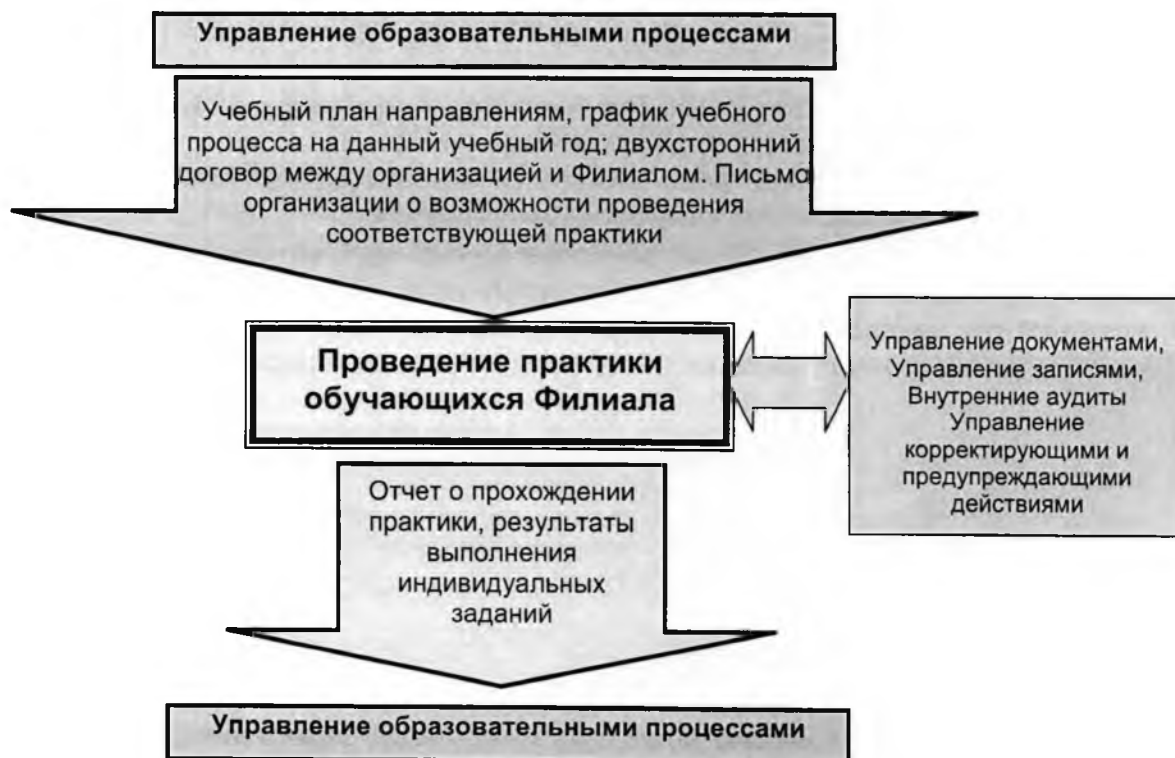 Управление образовательными процессами
Учебный план направлениям, график учебного
процесса на данный учебный год; двухсторонний
договор между организацией и Филиалом. Письмо
организации о возможности проведения
соответствующей практики
Проведение практики
обучающихся Филиала
Управление документами,
Управление записями,
Внутренние аудиты
Управление
корректирующими и
предупреждающими
действиями
Отчет о прохождении
практики, результаты
выполнения
индивидуальных
заданий
Управление образовательными процессами